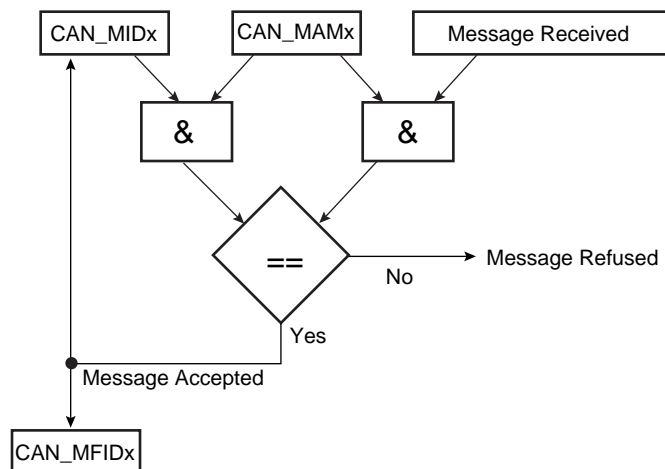 CAN_MIDx
CAN_MAMx
Message Received
&
&
==
No
Message Refused
Yes
Message Accepted
CAN_MFIDx